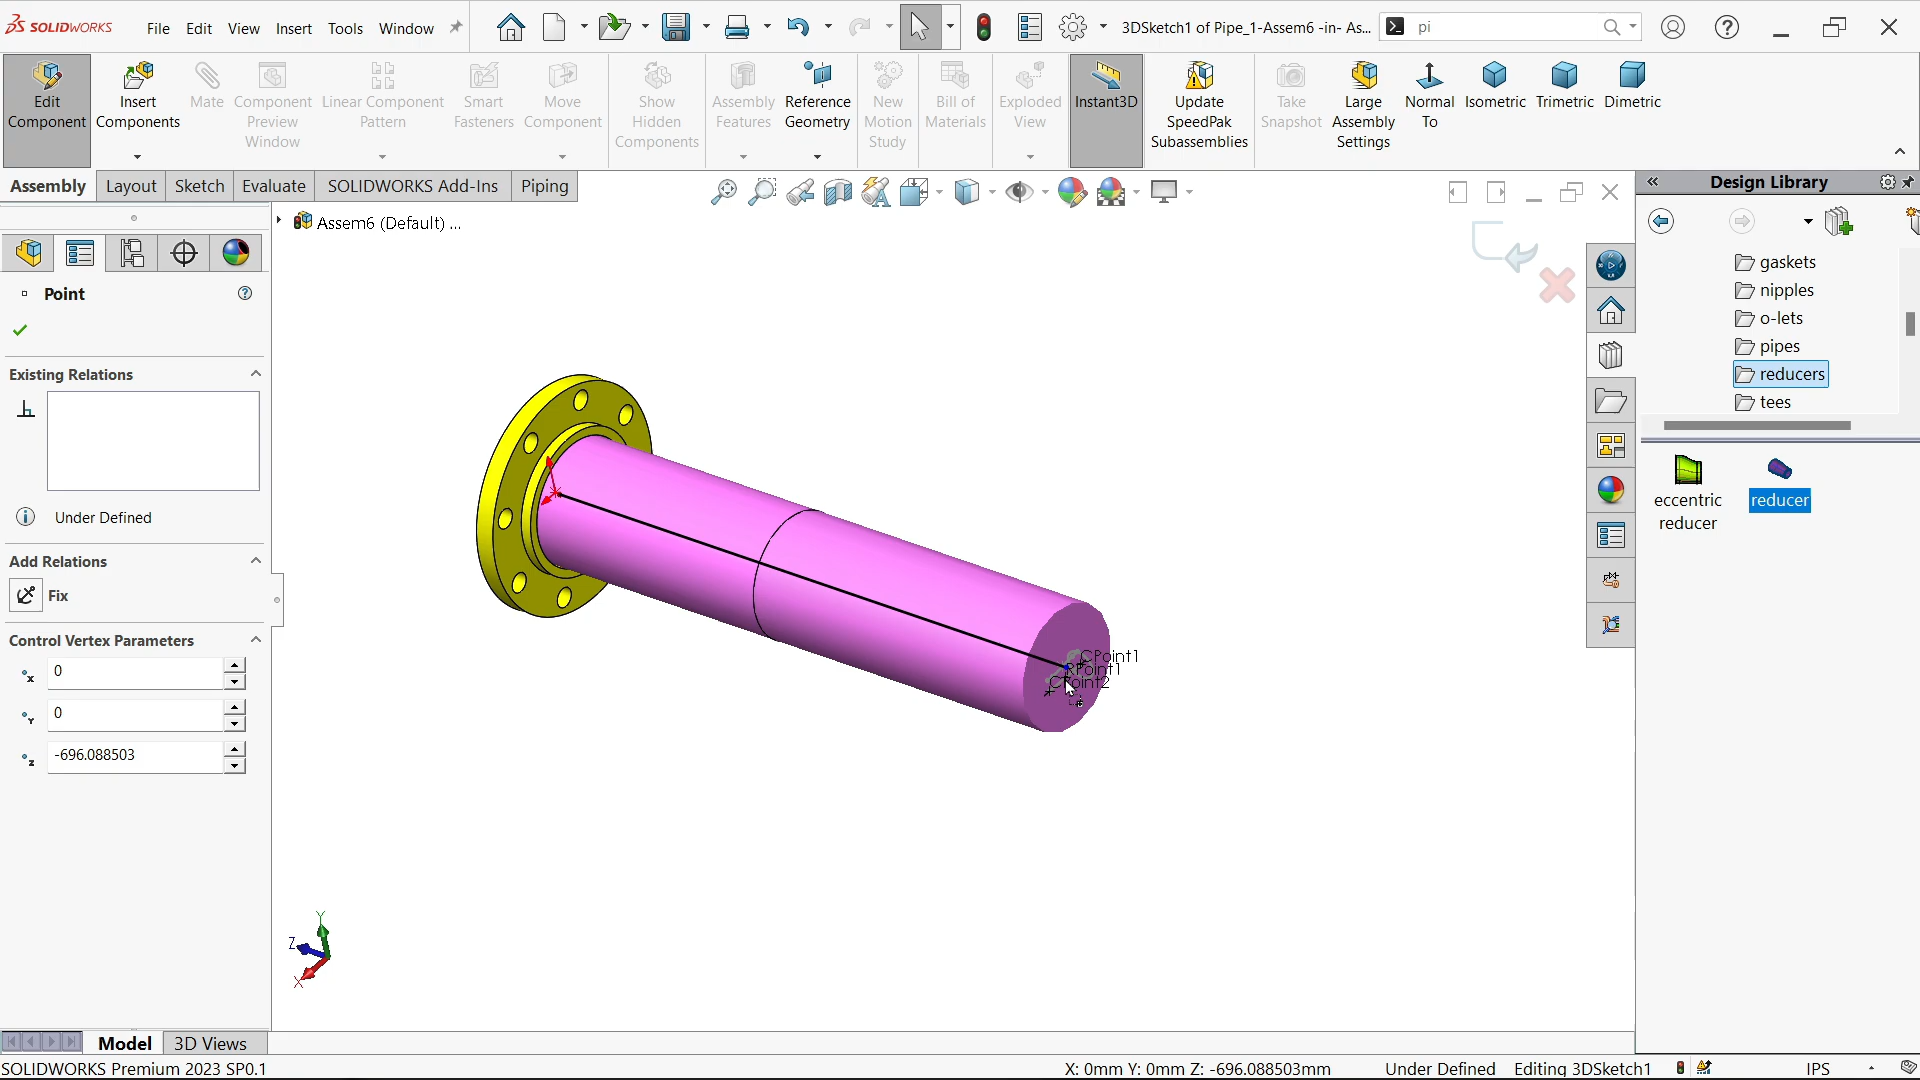 SOLIDWORKS
File Edit View Insert Tools Window
3DSketch1 of Pipe_1-Assem6 -in- As...
pi
Edit Component
Insert Components
Mate
Component Preview Window
Linear Component Pattern
Smart Fasteners
Move Component
Show Hidden Components
Assembly Features
Reference Geometry
New Motion Study
Bill of Materials
Exploded View
Instant3D
Update SpeedPak Subassemblies
Take Snapshot
Large Assembly Settings
Normal To
Isometric
Trimetric
Dimetric
Assembly Layout Sketch Evaluate SOLIDWORKS Add-Ins Piping
Design Library
Assem6 (Default) ...
gaskets
nipples
o-lets
pipes
reducers
tees
eccentric reducer
reducer
Point
Existing Relations
Under Defined
Add Relations
Fix
Control Vertex Parameters
x 0
Y 0
z -696.088503
CPoint1
RPoint1
CPoint2
Y
Z
X
Model 3D Views
SOLIDWORKS Premium 2023 SP0.1
X: 0mm Y: 0mm Z: -696.088503mm
Under Defined
Editing 3DSketch1
IPS